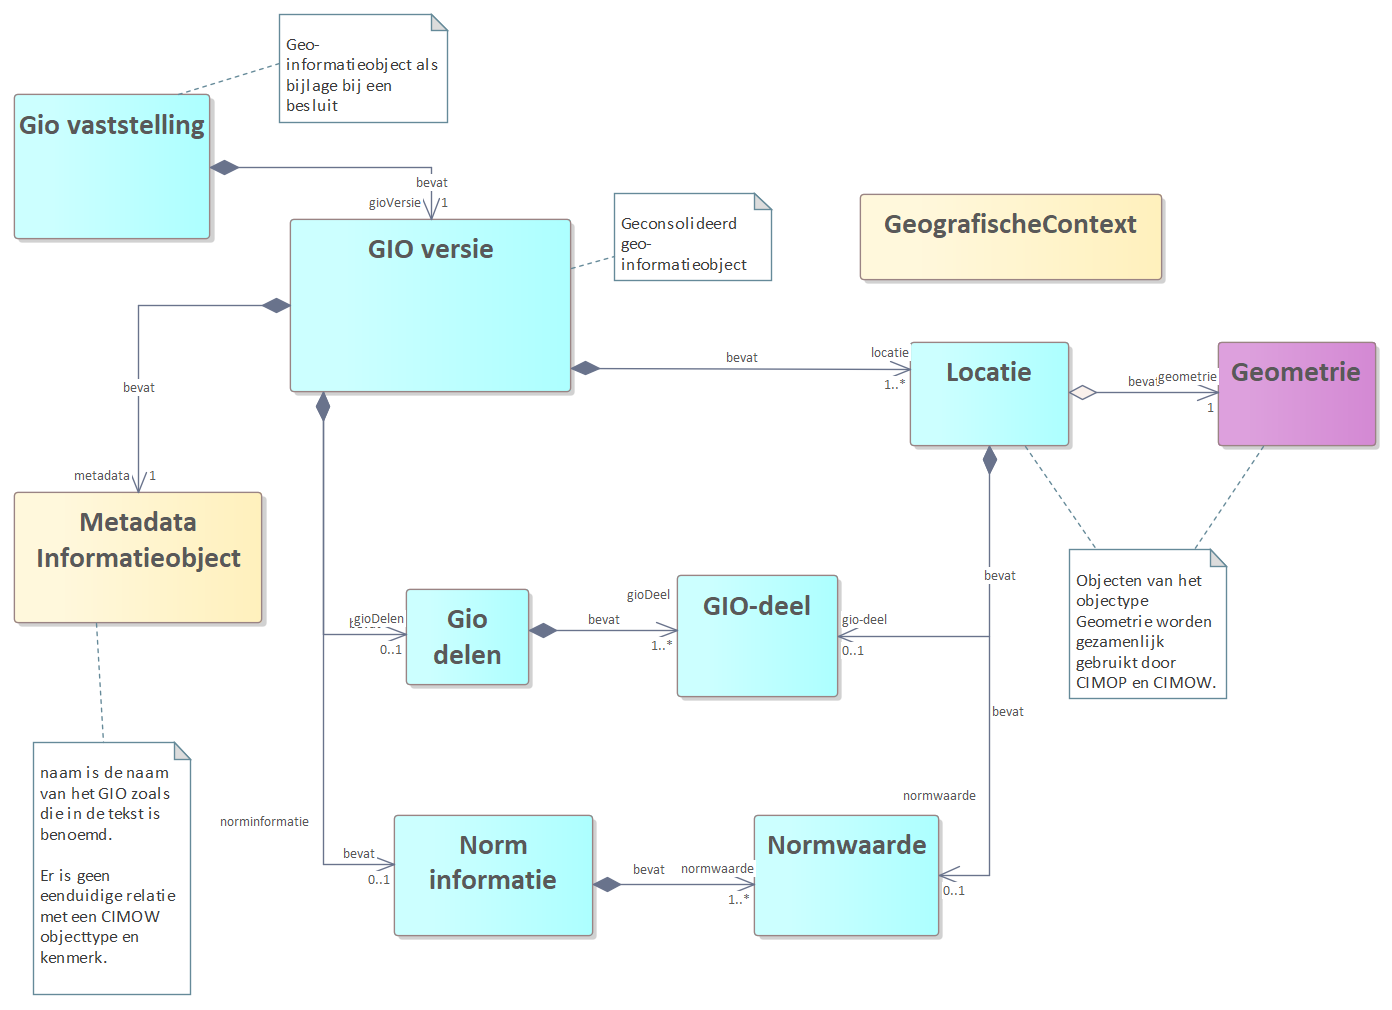 Geo-
informatieobject als
bijlage bij een
besluit
Gio vaststelling
bevat
gioVersie
1
Geconsolideerd
geo-
informatieobject
GeografischeContext
GIO versie
bevat
locatie
1..*
Locatie
bevat
geometrie
1
Geometrie
bevat
metadata
1
Metadata
Informatieobject
gioDelen
0..1
Gio
delen
bevat
gioDeel
1..*
GIO-deel
gio-deel
0..1
bevat
Objecten van het
objectype
Geometrie worden
gezamenlijk
gebruikt door
CIMOP en CIMOW.
bevat
naam is de naam
van het GIO zoals
die in de tekst is
benoemd.
Er is geen
eenduidige relatie
met een CIMOW
objecttype en
kenmerk.
norminformatie
bevat
0..1
Norm
informatie
bevat
normwaarde
1..*
normwaarde
Normwaarde
0..1